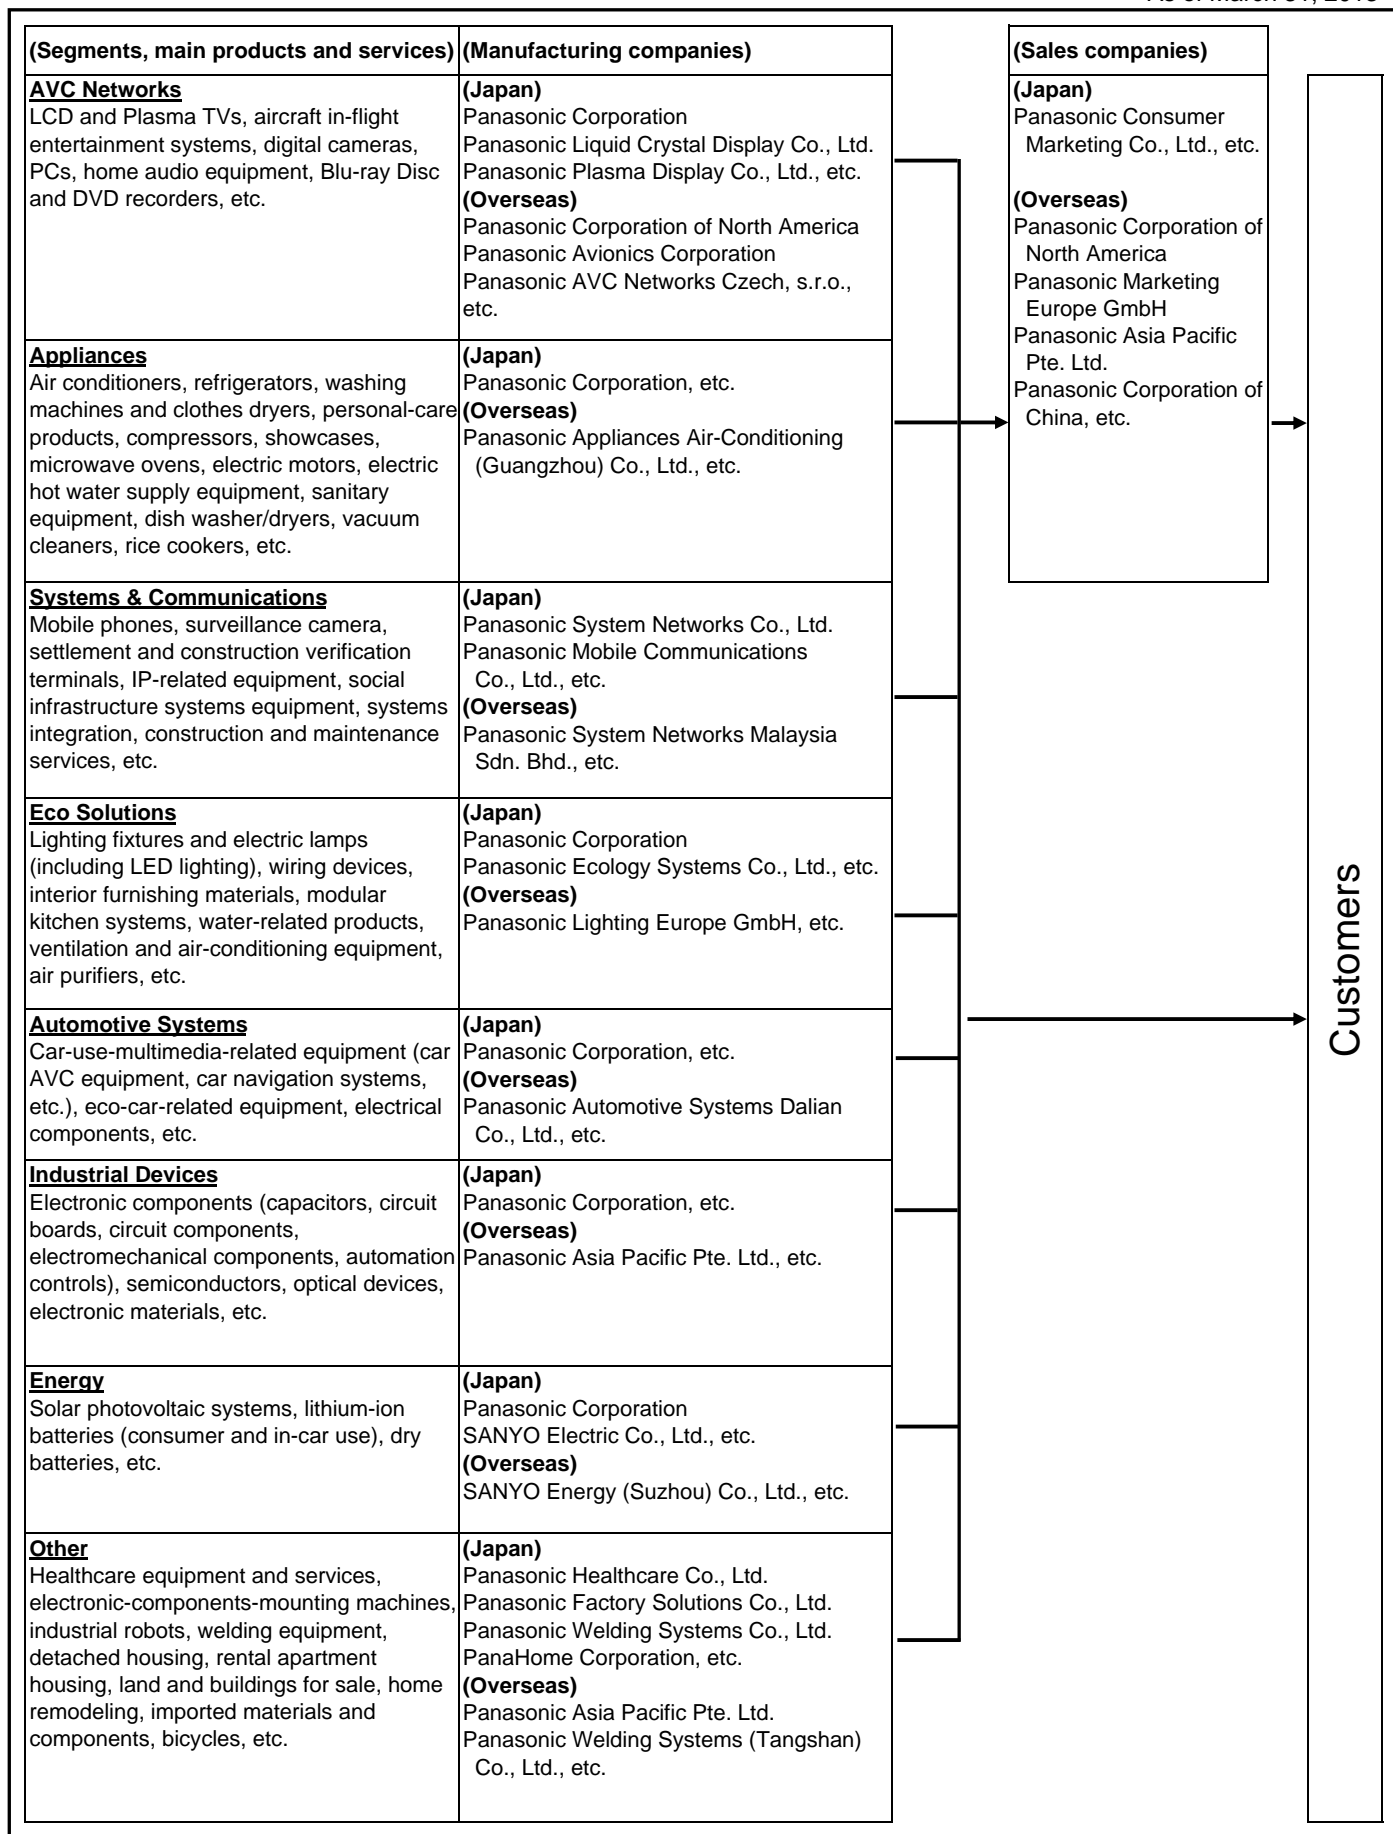 (Segments, main products and services)
(Manufacturing companies)
(Sales companies)
AVC Networks
LCD and Plasma TVs, aircraft in-flight
entertainment systems, digital cameras,
PCs, home audio equipment, Blu-ray Disc
and DVD recorders, etc.
(Japan)
Panasonic Corporation
Panasonic Liquid Crystal Display Co., Ltd.
Panasonic Plasma Display Co., Ltd., etc.
(Overseas)
Panasonic Corporation of North America
Panasonic Avionics Corporation
Panasonic AVC Networks Czech, s.r.o.,
etc.
Appliances
Air conditioners, refrigerators, washing
machines and clothes dryers, personal-care
products, compressors, showcases,
microwave ovens, electric motors, electric
hot water supply equipment, sanitary
equipment, dish washer/dryers, vacuum
cleaners, rice cookers, etc.
(Japan)
Panasonic Corporation, etc.
(Overseas)
Panasonic Appliances Air-Conditioning
(Guangzhou) Co., Ltd., etc.
Systems & Communications
Mobile phones, surveillance camera,
settlement and construction verification
terminals, IP-related equipment, social
infrastructure systems equipment, systems
integration, construction and maintenance
services, etc.
(Japan)
Panasonic System Networks Co., Ltd.
Panasonic Mobile Communications
Co., Ltd., etc.
(Overseas)
Panasonic System Networks Malaysia
Sdn. Bhd., etc.
Eco Solutions
Lighting fixtures and electric lamps
(including LED lighting), wiring devices,
interior furnishing materials, modular
kitchen systems, water-related products,
ventilation and air-conditioning equipment,
air purifiers, etc.
(Japan)
Panasonic Corporation
Panasonic Ecology Systems Co., Ltd., etc.
(Overseas)
Panasonic Lighting Europe GmbH, etc.
Automotive Systems
Car-use-multimedia-related equipment (car
AVC equipment, car navigation systems,
etc.), eco-car-related equipment, electrical
components, etc.
(Japan)
Panasonic Corporation, etc.
(Overseas)
Panasonic Automotive Systems Dalian
Co., Ltd., etc.
Industrial Devices
Electronic components (capacitors, circuit
boards, circuit components,
electromechanical components, automation
controls), semiconductors, optical devices,
electronic materials, etc.
(Japan)
Panasonic Corporation, etc.
(Overseas)
Panasonic Asia Pacific Pte. Ltd., etc.
Energy
Solar photovoltaic systems, lithium-ion
batteries (consumer and in-car use), dry
batteries, etc.
(Japan)
Panasonic Corporation
SANYO Electric Co., Ltd., etc.
(Overseas)
SANYO Energy (Suzhou) Co., Ltd., etc.
Other
Healthcare equipment and services,
electronic-components-mounting machines,
industrial robots, welding equipment,
detached housing, rental apartment
housing, land and buildings for sale, home
remodeling, imported materials and
components, bicycles, etc.
(Japan)
Panasonic Healthcare Co., Ltd.
Panasonic Factory Solutions Co., Ltd.
Panasonic Welding Systems Co., Ltd.
PanaHome Corporation, etc.
(Overseas)
Panasonic Asia Pacific Pte. Ltd.
Panasonic Welding Systems (Tangshan)
Co., Ltd., etc.
(Japan)
Panasonic Consumer
Marketing Co., Ltd., etc.
(Overseas)
Panasonic Corporation of
North America
Panasonic Marketing
Europe GmbH
Panasonic Asia Pacific
Pte. Ltd.
Panasonic Corporation of
China, etc.
Customers